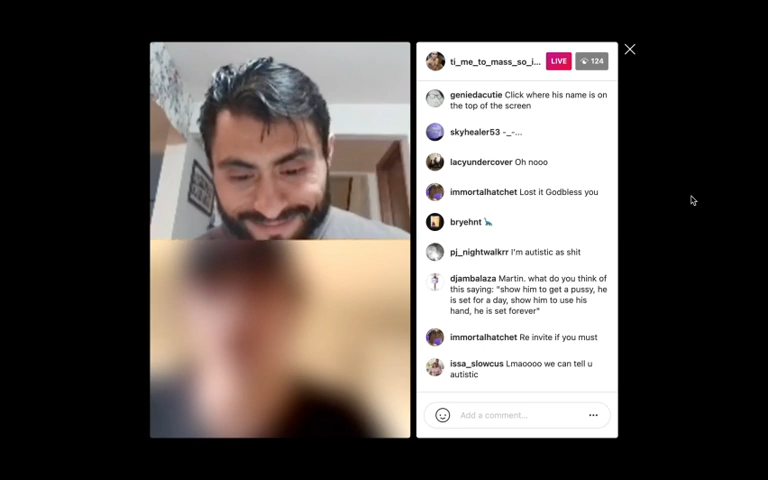 ti_me_to_mass_so_i... LIVE 124
geniedacutie Click where his name is on
the top of the screen
skyhealer53 -_-...
lacyundercover Oh nooo
immortalhatchet Lost it Godbless you
bryehnt 🦕
pj_nightwalkrr I'm autistic as shit
djambalaza Martin. what do you think of
this saying: "show him to get a pussy, he
is set for a day, show him to use his
hand, he is set forever"
immortalhatchet Re invite if you must
issa_slowcus Lmaoooo we can tell u
autistic
Add a comment...